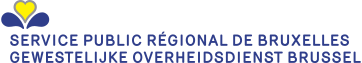 SERVICE PUBLIC RÉGIONAL DE BRUXELLES
GEWESTELIJKE OVERHEIDSDIENST BRUSSEL